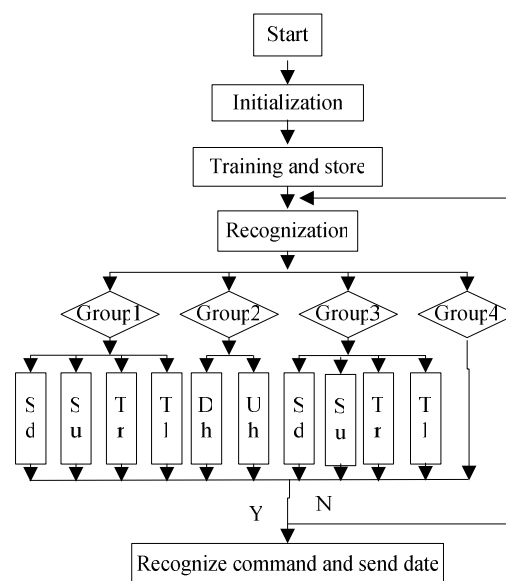 Start
Initialization
Training and store
Recognization
Group1 Group2 Group3 Group4
S S T T D U S S T T
d u r l h h d u r l
Y N
Recognize command and send date